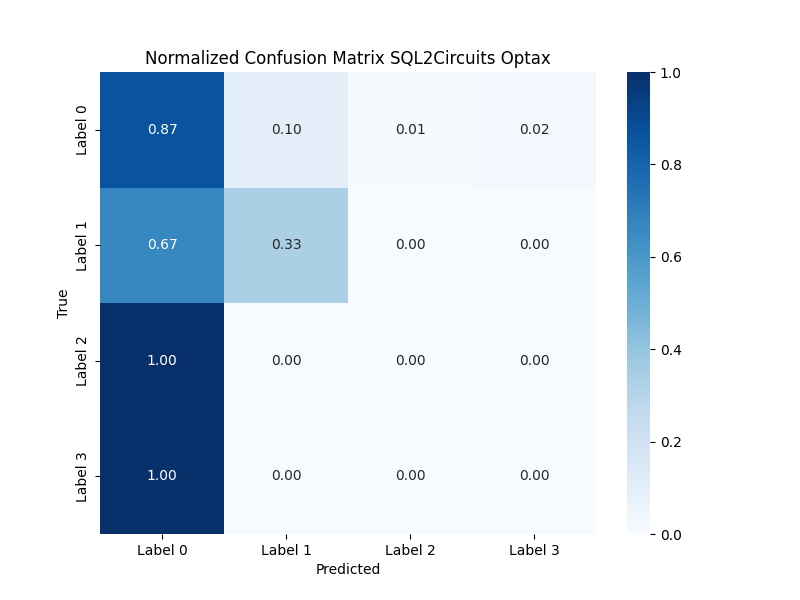 Normalized Confusion Matrix SQL2Circuits Optax
True
Label 0
0.87 0.10 0.01 0.02
Label 1
0.67 0.33 0.00 0.00
Label 2
1.00 0.00 0.00 0.00
Label 3
1.00 0.00 0.00 0.00
Label 0 Label 1 Label 2 Label 3
Predicted
1.0
0.8
0.6
0.4
0.2
0.0